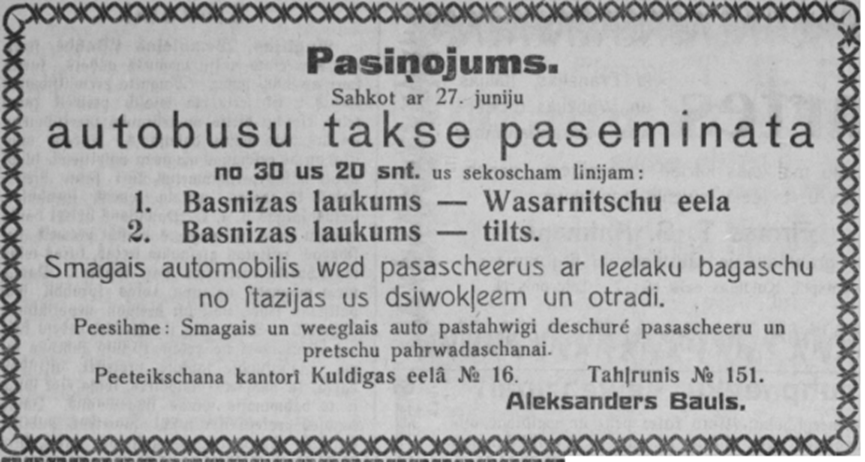 Pasiņojums.
Sahkot ar 27. juniju
autobusu takse paseminata
no 30 us 20 snt. us sekoscham linijam:
1. Basnizas laukums — Wasarnitschu eela
2. Basnizas laukums — tilts.
Smagais automobilis wed pasascheerus ar leelaku bagaschu
no ſtazijas us dsiwokļeem un otradi.
Peesihme: Smagais un weeglais auto pastahwigi deschuré pasascheeru un
pretschu pahrwadaschanai.
Peeteikschana kantori Kuldigas eelâ № 16. Tahlrunis № 151.
Aleksanders Bauls.